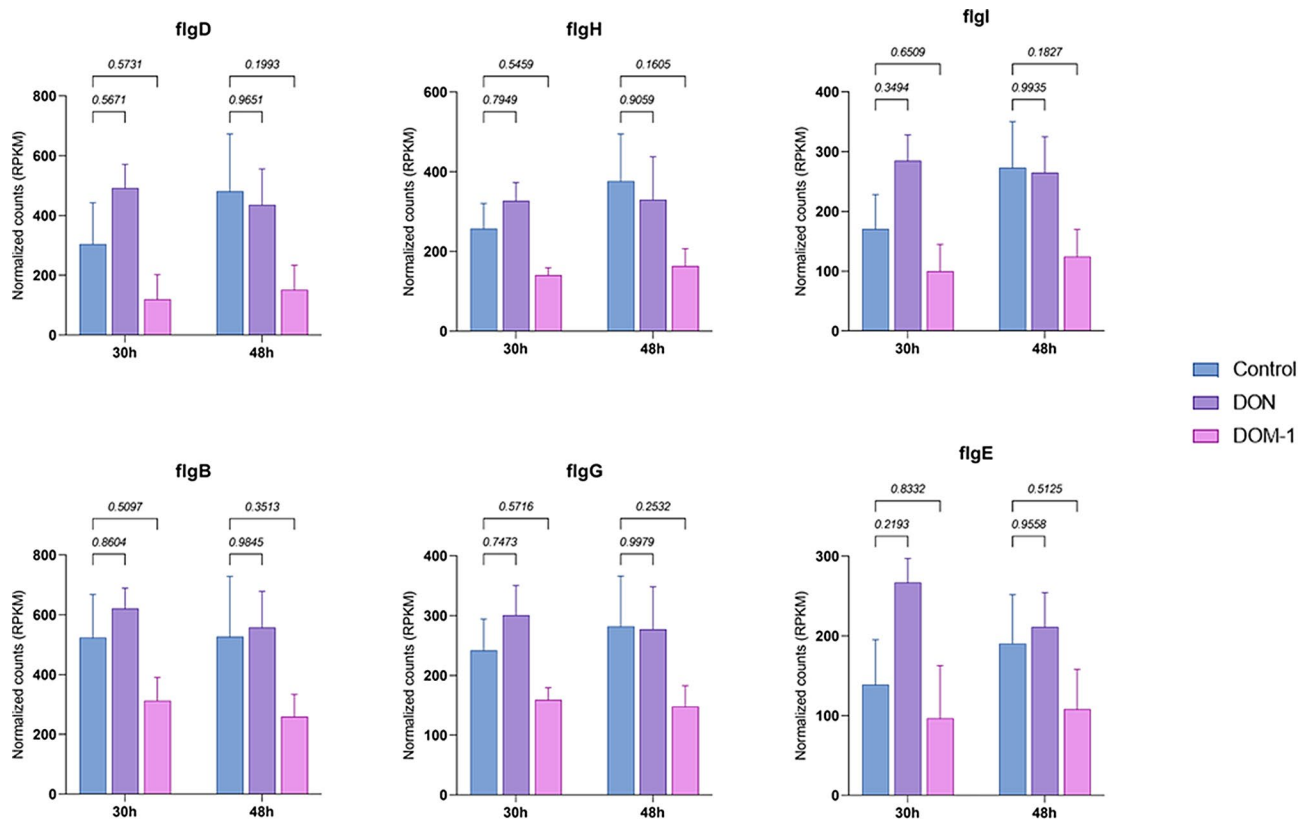 flgD
0.5731
0.1993
0.5671
0.9651
Normalized counts (RPKM)
800
600
400
200
0
30h
48h
flgH
0.5459
0.1605
0.7949
0.9059
Normalized counts (RPKM)
600
400
200
0
30h
48h
flgI
0.6509
0.1827
0.3494
0.9935
Normalized counts (RPKM)
400
300
200
100
0
30h
48h
Control
DON
DOM-1
flgB
0.5097
0.3513
0.8604
0.9845
Normalized counts (RPKM)
800
600
400
200
0
30h
48h
flgG
0.5716
0.2532
0.7473
0.9979
Normalized counts (RPKM)
400
300
200
100
0
30h
48h
flgE
0.8332
0.5125
0.2193
0.9558
Normalized counts (RPKM)
300
200
100
0
30h
48h